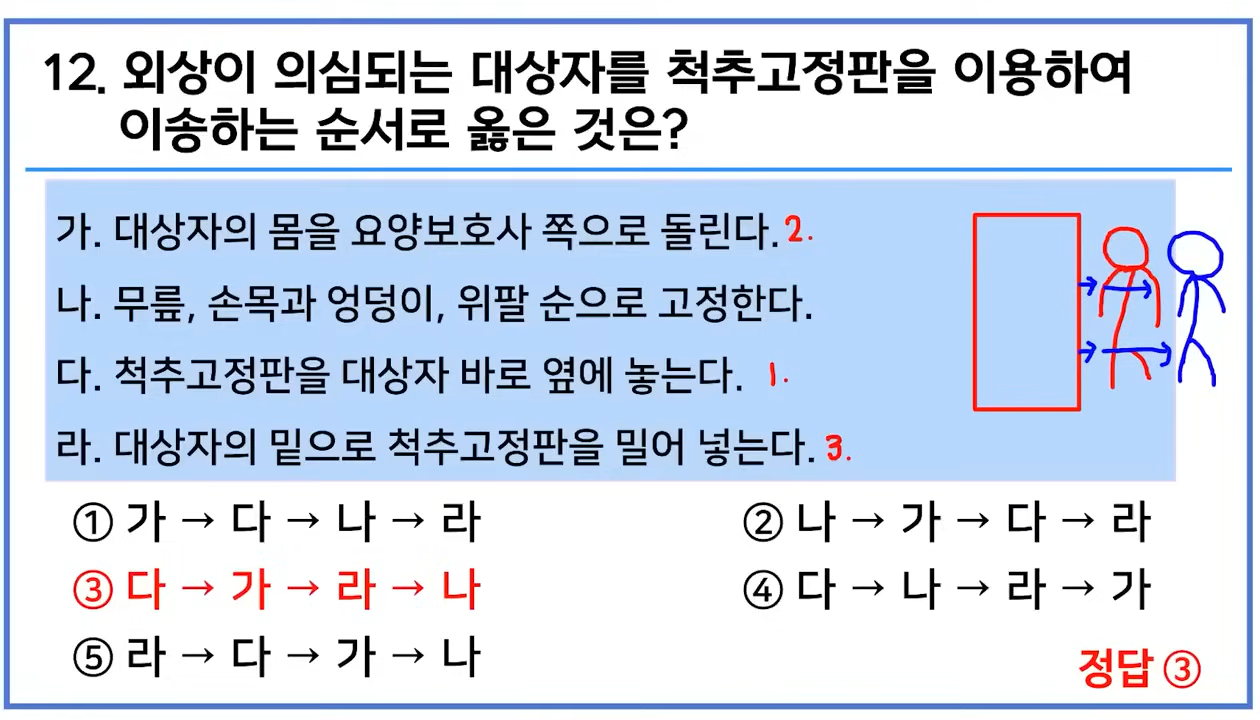 12. 외상이 의심되는 대상자를 척추고정판을 이용하여
이송하는 순서로 옳은 것은?
가. 대상자의 몸을 요양보호사 쪽으로 돌린다. 2.
나. 무릎, 손목과 엉덩이, 위팔 순으로 고정한다.
다. 척추고정판을 대상자 바로 옆에 놓는다. 1.
라. 대상자의 밑으로 척추고정판을 밀어 넣는다. 3.
① 가 → 다 → 나 → 라
② 나 → 가 → 다 → 라
③ 다 → 가 → 라 → 나
④ 다 → 나 → 라 → 가
⑤ 라 → 다 → 가 → 나
정답 ③